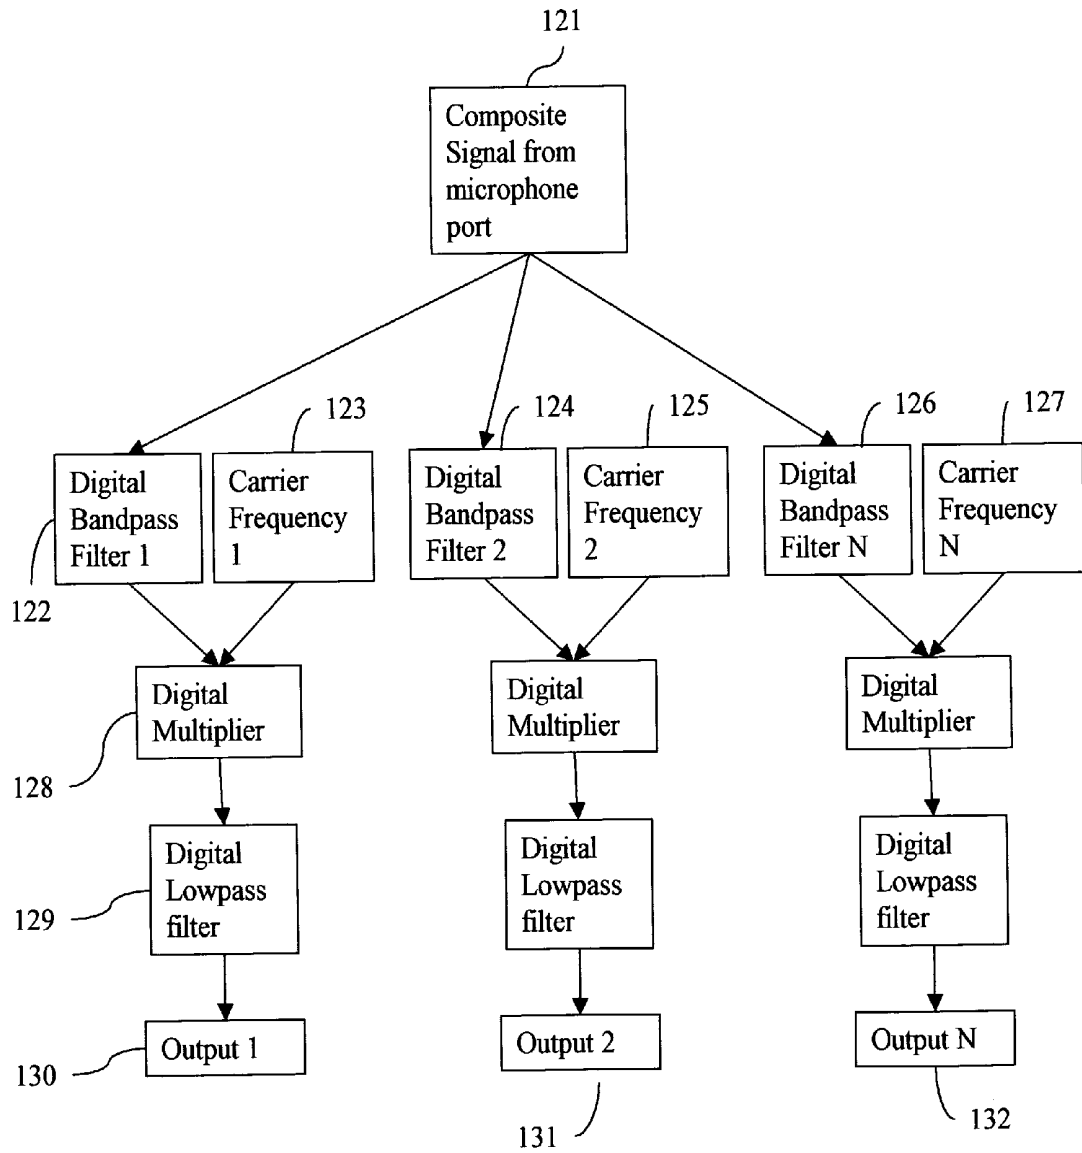 121
Composite
Signal from
microphone
port
123
124
125
126
127
Digital
Bandpass
Filter 1
Carrier
Frequency
1
Digital
Bandpass
Filter 2
Carrier
Frequency
2
Digital
Bandpass
Filter N
Carrier
Frequency
N
122
Digital
Multiplier
Digital
Multiplier
Digital
Multiplier
128
Digital
Lowpass
filter
Digital
Lowpass
filter
Digital
Lowpass
filter
129
Output 1
Output 2
Output N
130
131
132